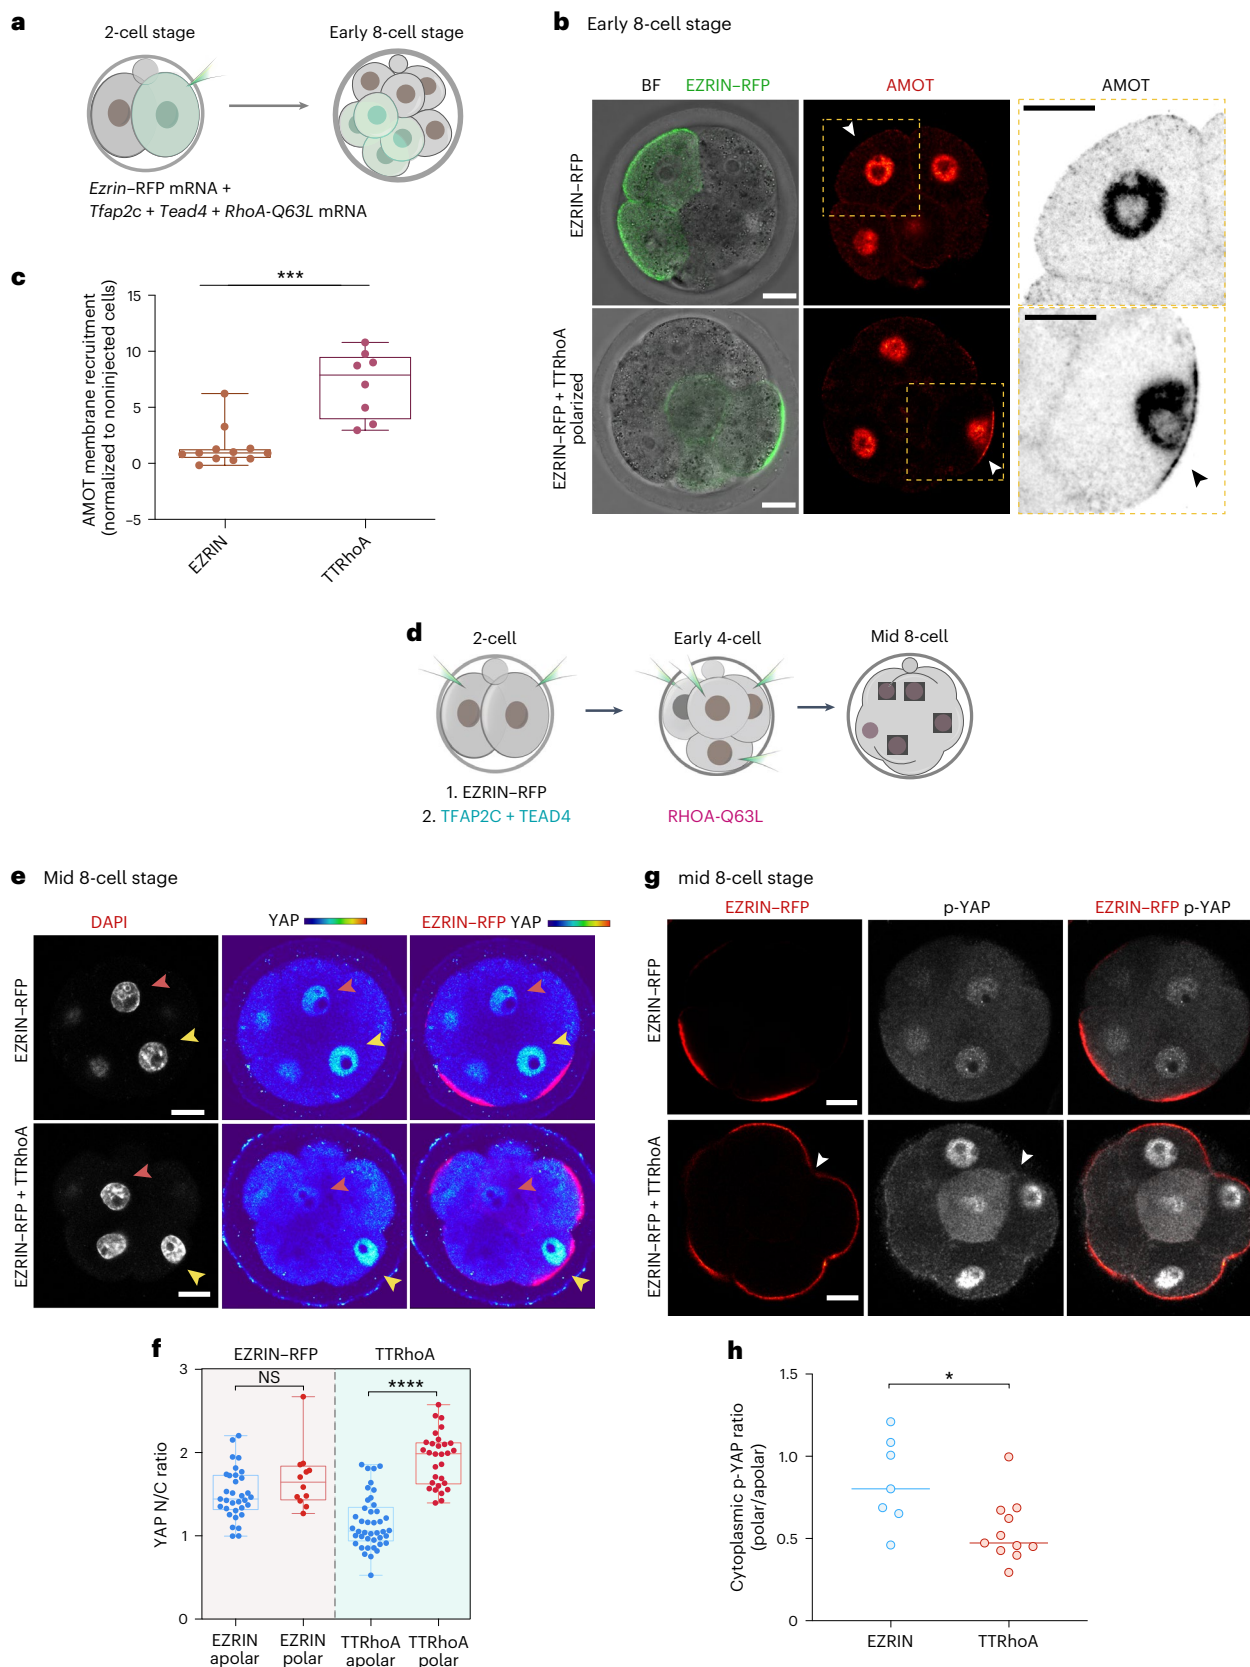 a
2-cell stage
Early 8-cell stage
Ezrin–RFP mRNA +
Tfap2c + Tead4 + RhoA-Q63L mRNA
b Early 8-cell stage
BF EZRIN–RFP
AMOT
AMOT
EZRIN–RFP
EZRIN–RFP + TTRhoA
polarized
c
AMOT membrane recruitment
(normalized to noninjected cells)
***
15
10
5
0
–5
EZRIN
TTRhoA
d
2-cell
Early 4-cell
Mid 8-cell
1. EZRIN–RFP
2. TFAP2C + TEAD4
RHOA-Q63L
e Mid 8-cell stage
DAPI
YAP
EZRIN–RFP YAP
EZRIN–RFP
EZRIN–RFP + TTRhoA
g mid 8-cell stage
EZRIN–RFP
p-YAP
EZRIN–RFP p-YAP
EZRIN–RFP
EZRIN–RFP + TTRhoA
f
EZRIN–RFP
TTRhoA
NS
****
YAP N/C ratio
3
2
1
0
EZRIN
apolar
EZRIN
polar
TTRhoA
apolar
TTRhoA
polar
h
Cytoplasmic p-YAP ratio
(polar/apolar)
*
1.5
1.0
0.5
0
EZRIN
TTRhoA